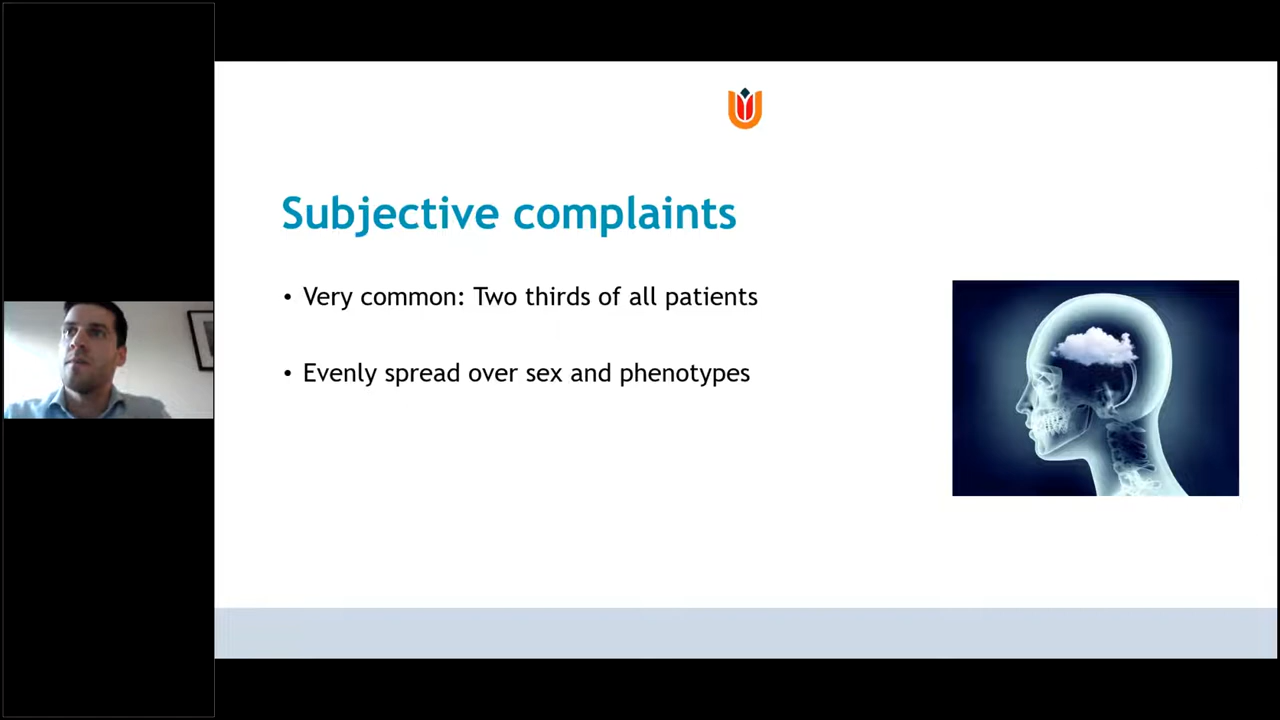 Subjective complaints
• Very common: Two thirds of all patients
• Evenly spread over sex and phenotypes